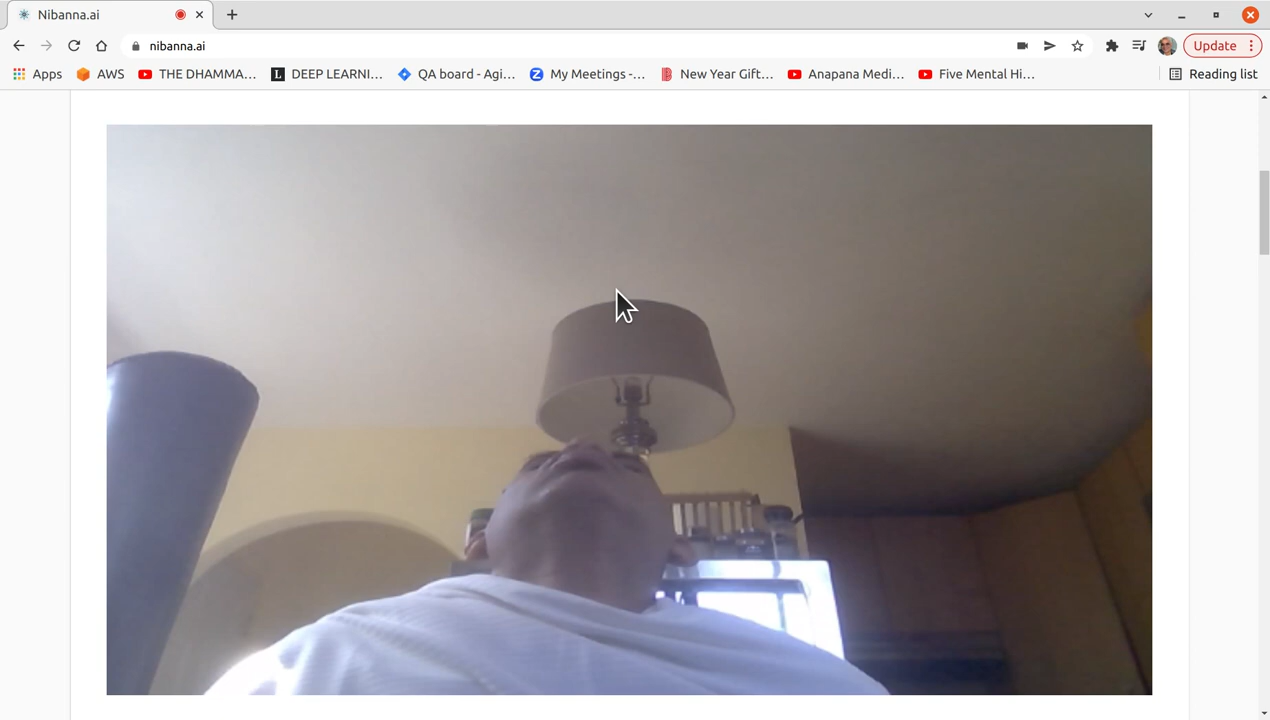 Nibanna.ai
nibanna.ai
Update
Apps
AWS
THE DHAMMA…
DEEP LEARNI…
QA board - Agi…
My Meetings -…
New Year Gift…
Anapana Medi…
Five Mental Hi…
Reading list